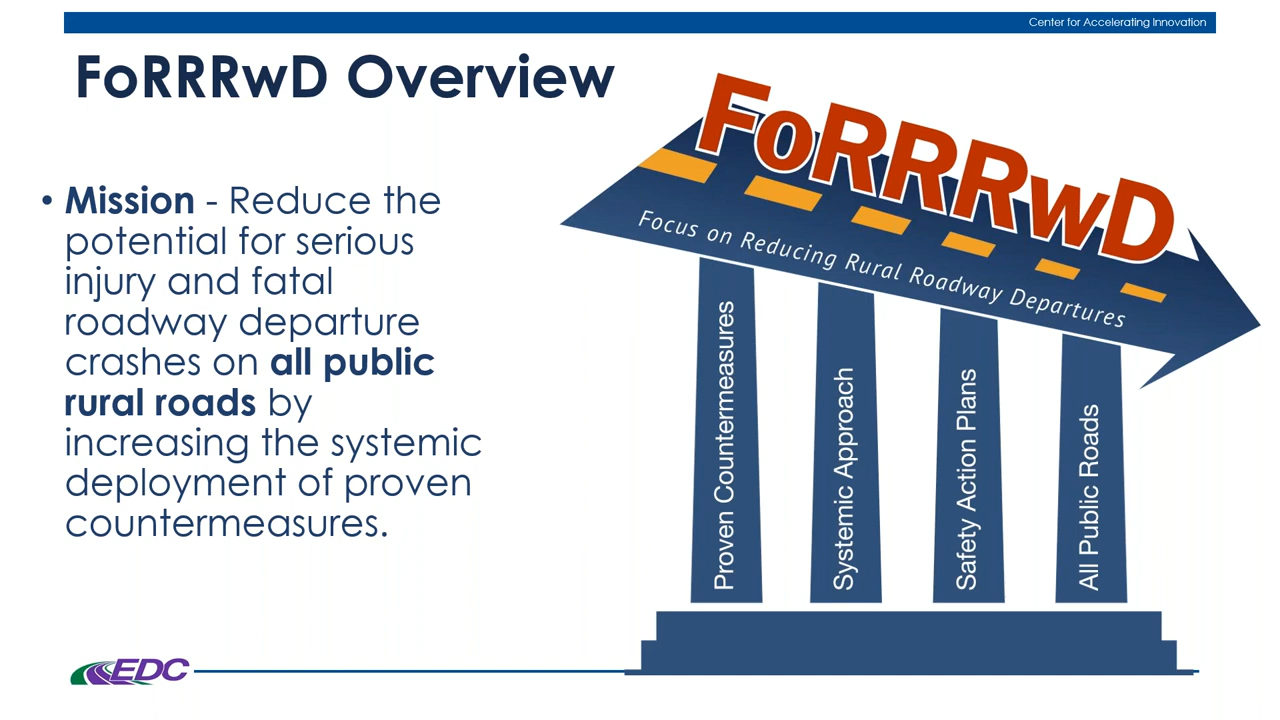 Center for Accelerating Innovation
FoRRRwD Overview
• Mission - Reduce the
potential for serious
injury and fatal
roadway departure
crashes on all public
rural roads by
increasing the systemic
deployment of proven
countermeasures.
FoRRRwD
Focus on Reducing Rural Roadway Departures
Proven Countermeasures
Systemic Approach
Safety Action Plans
All Public Roads
EDC